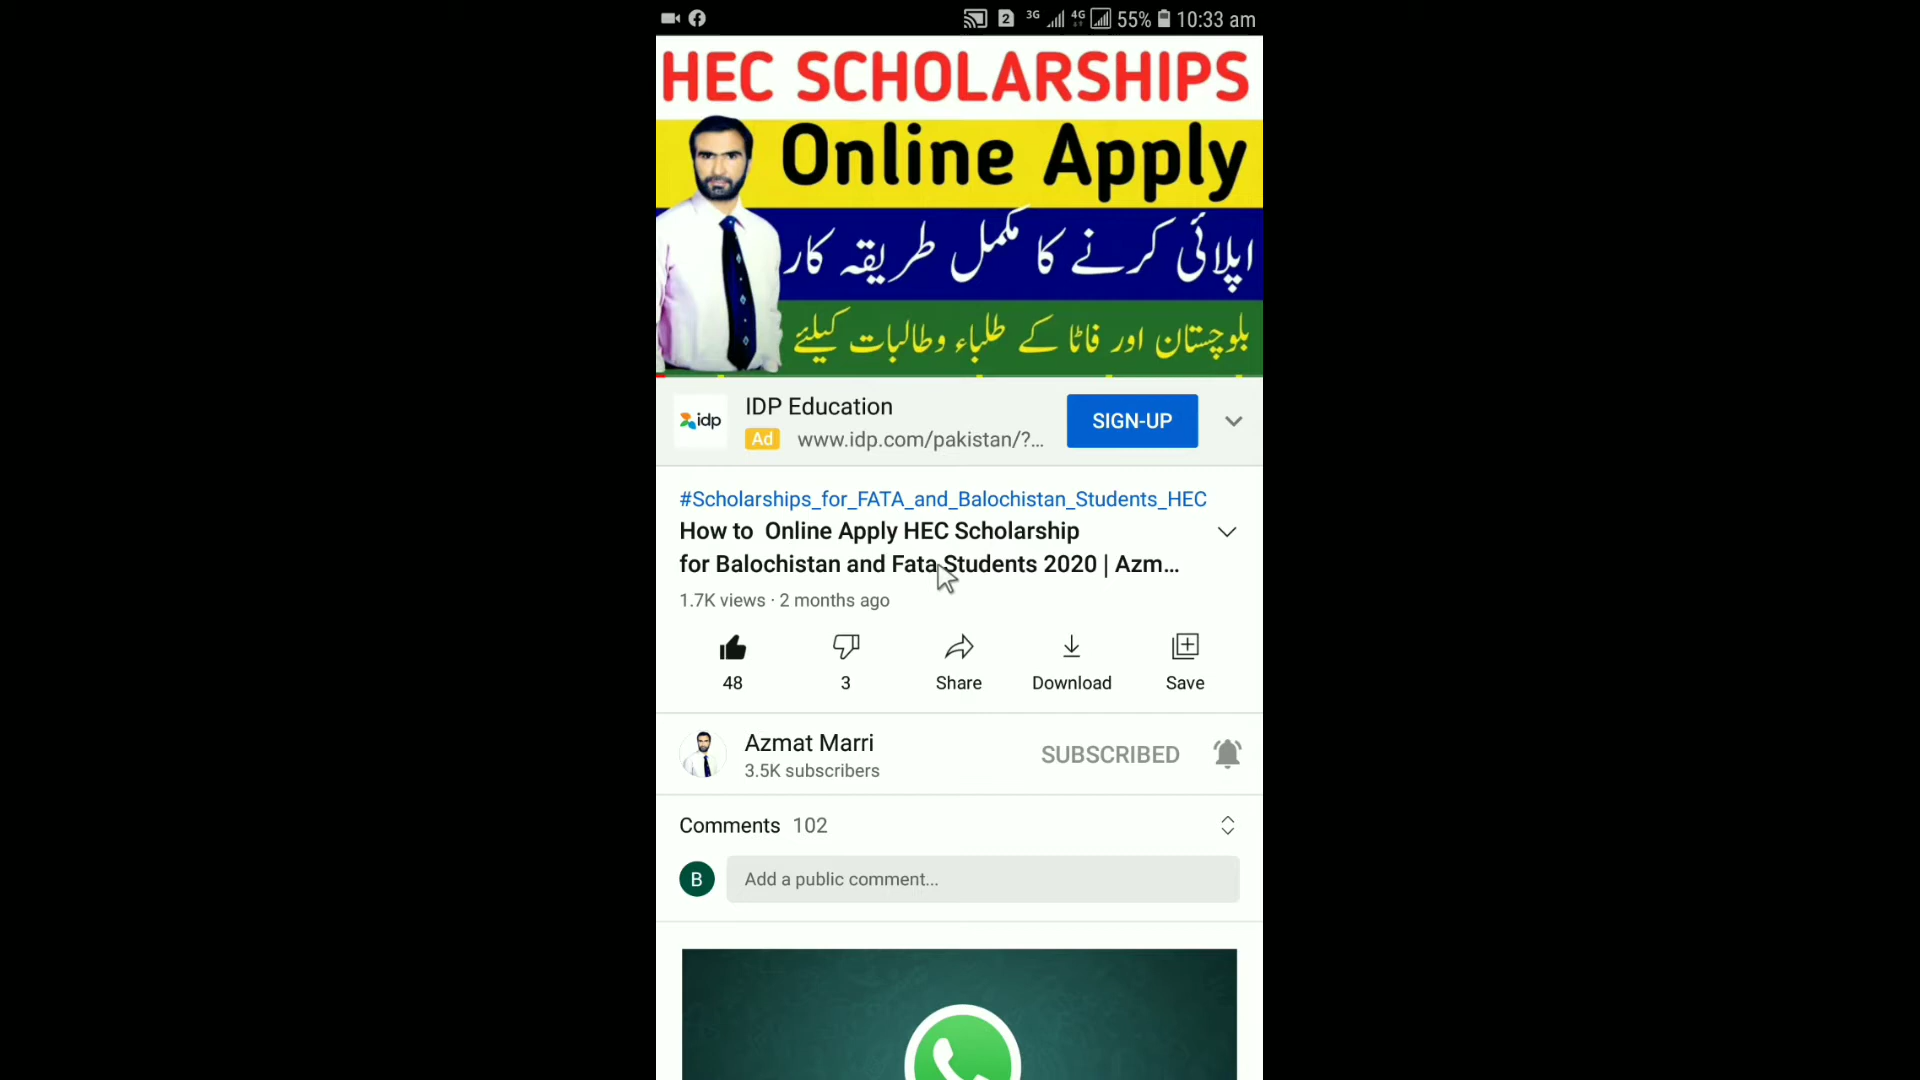 2 3G 4G 55% 10:33 am
HEC SCHOLARSHIPS
Online Apply
اپلائی کرنے کا مکمل طریقہ کار
بلوچستان اور فاٹا کے طلباء وطالبات کیلئے
idp
IDP Education
SIGN-UP
Ad www.idp.com/pakistan/?...
#Scholarships_for_FATA_and_Balochistan_Students_HEC
How to Online Apply HEC Scholarship
for Balochistan and Fata Students 2020 | Azm...
1.7K views · 2 months ago
48 3 Share Download Save
Azmat Marri
SUBSCRIBED
3.5K subscribers
Comments 102
B Add a public comment...